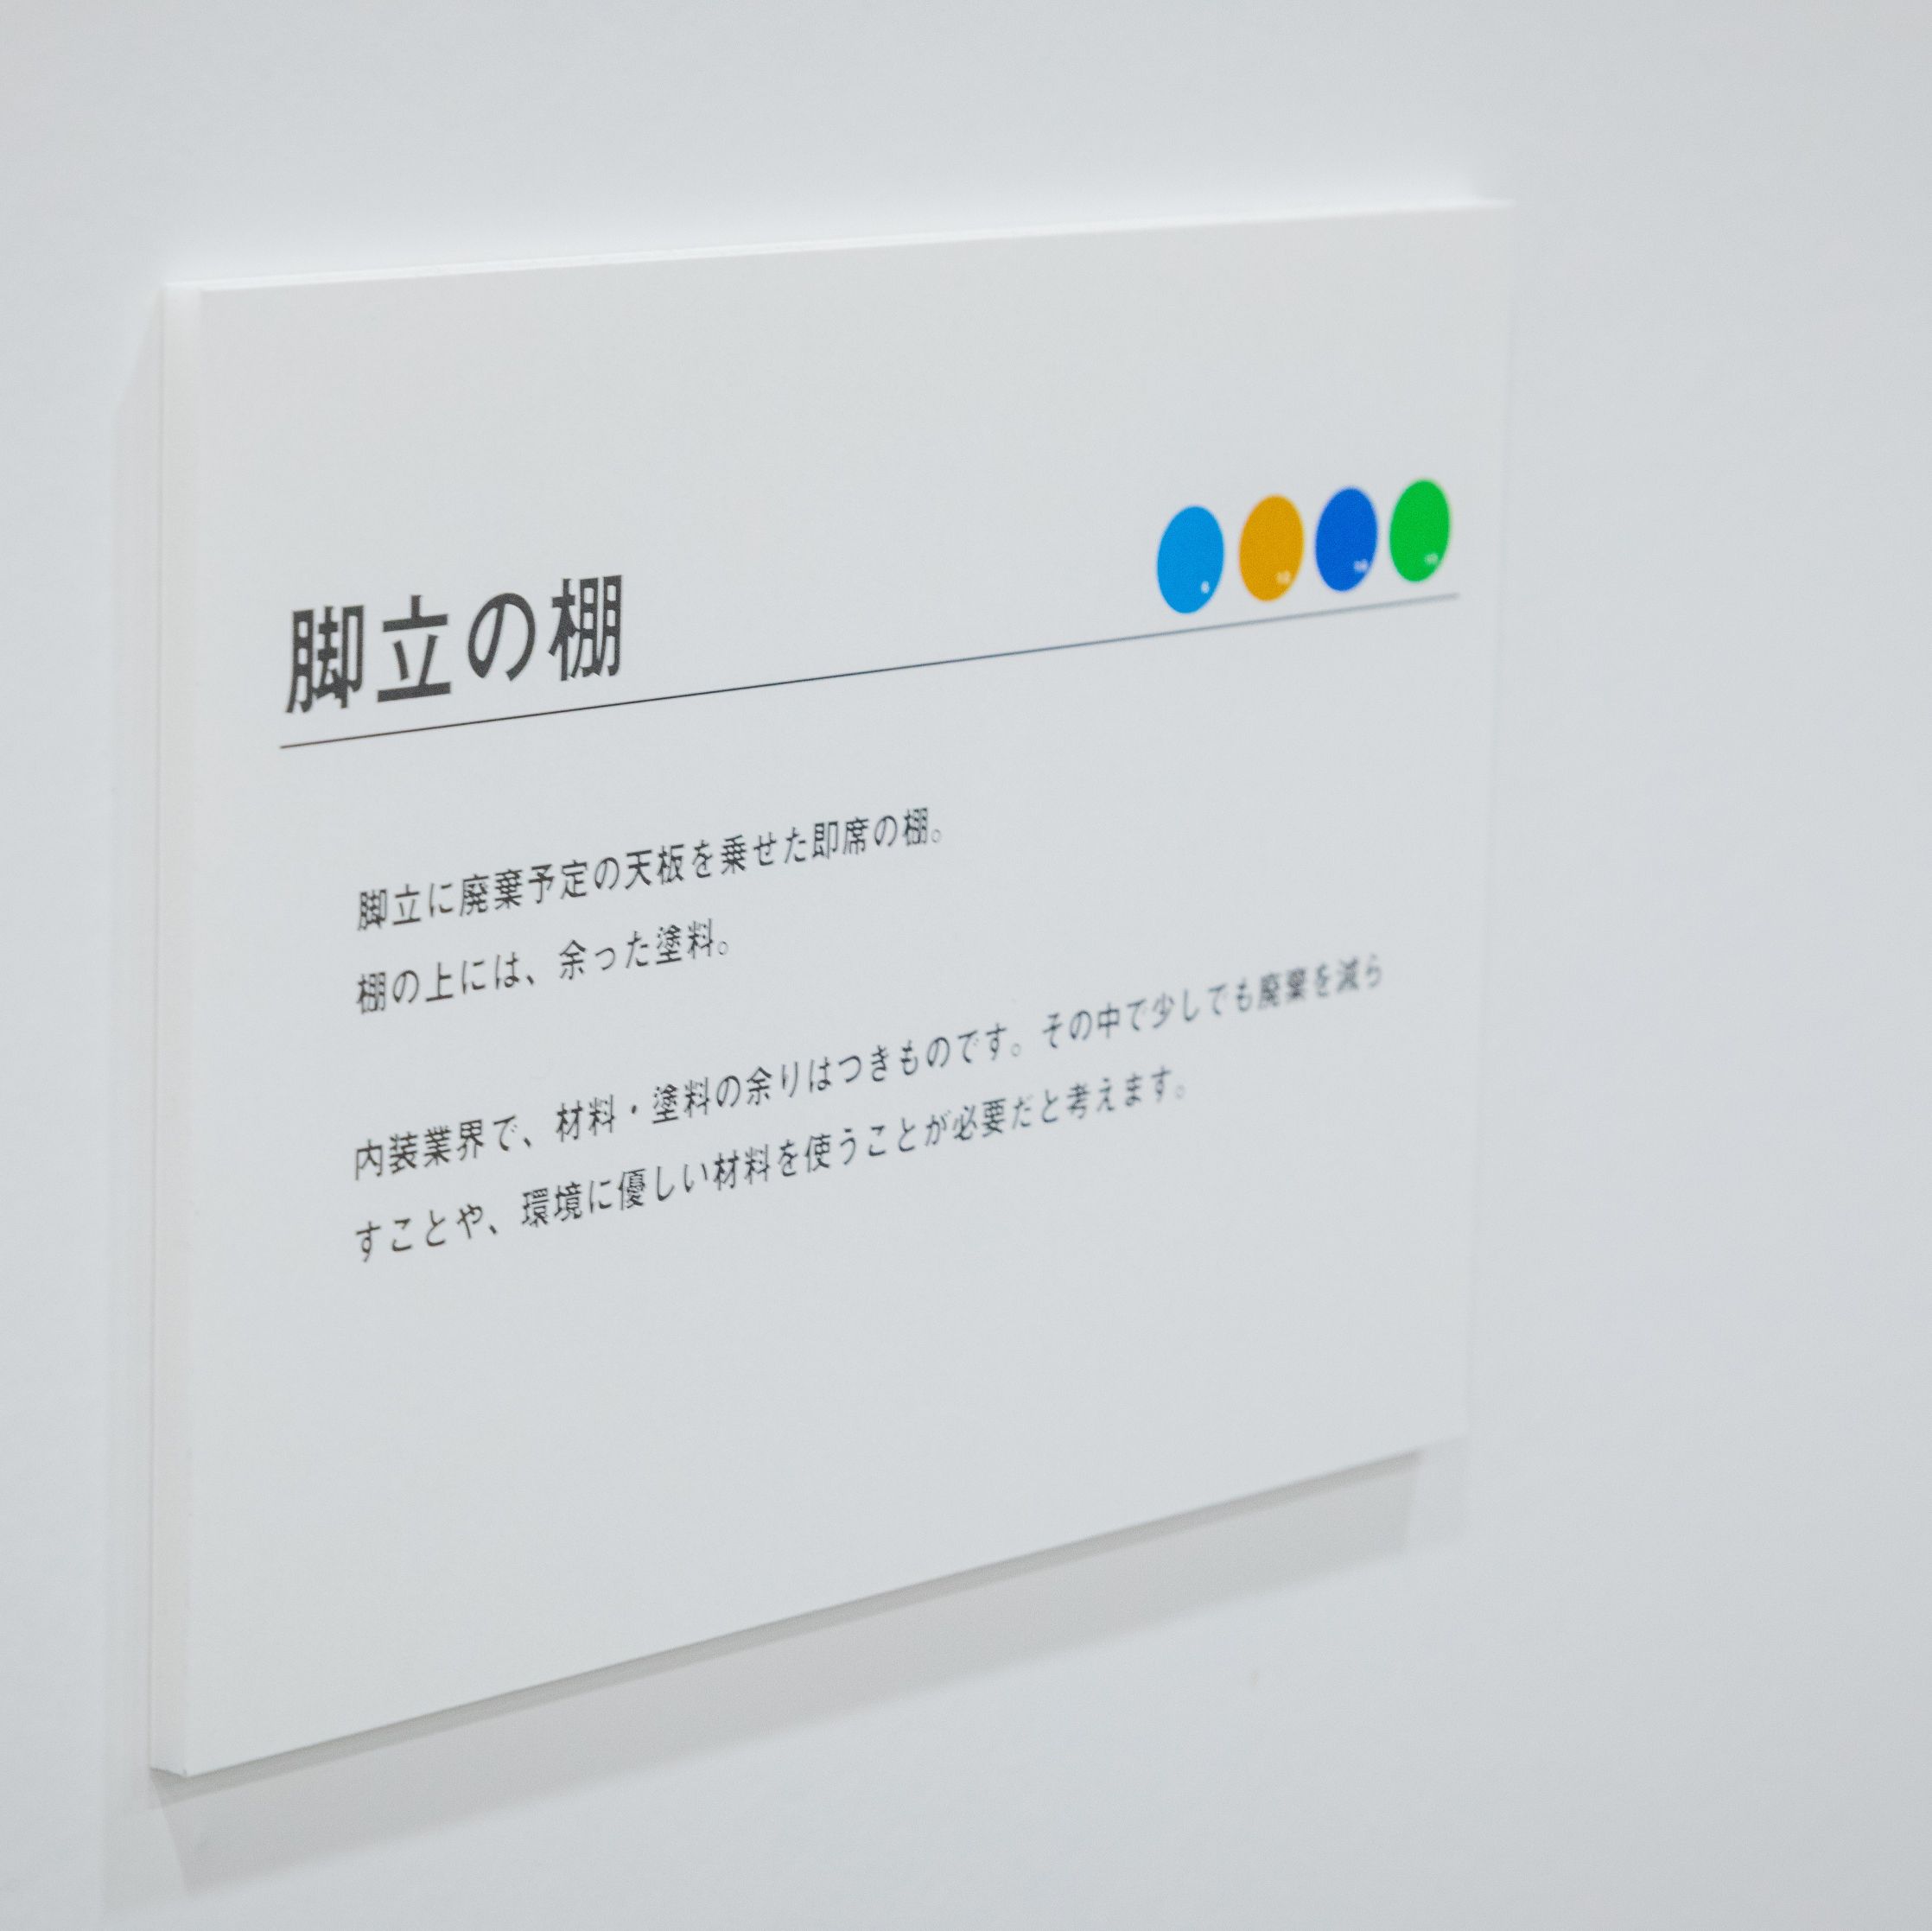 脚立の棚
6 12 14 15
脚立に廃棄予定の天板を乗せた即席の棚。
棚の上には、余った塗料。
内装業界で、材料・塗料の余りはつきものです。その中で少しでも廃棄を減ら
すことや、環境に優しい材料を使うことが必要だと考えます。